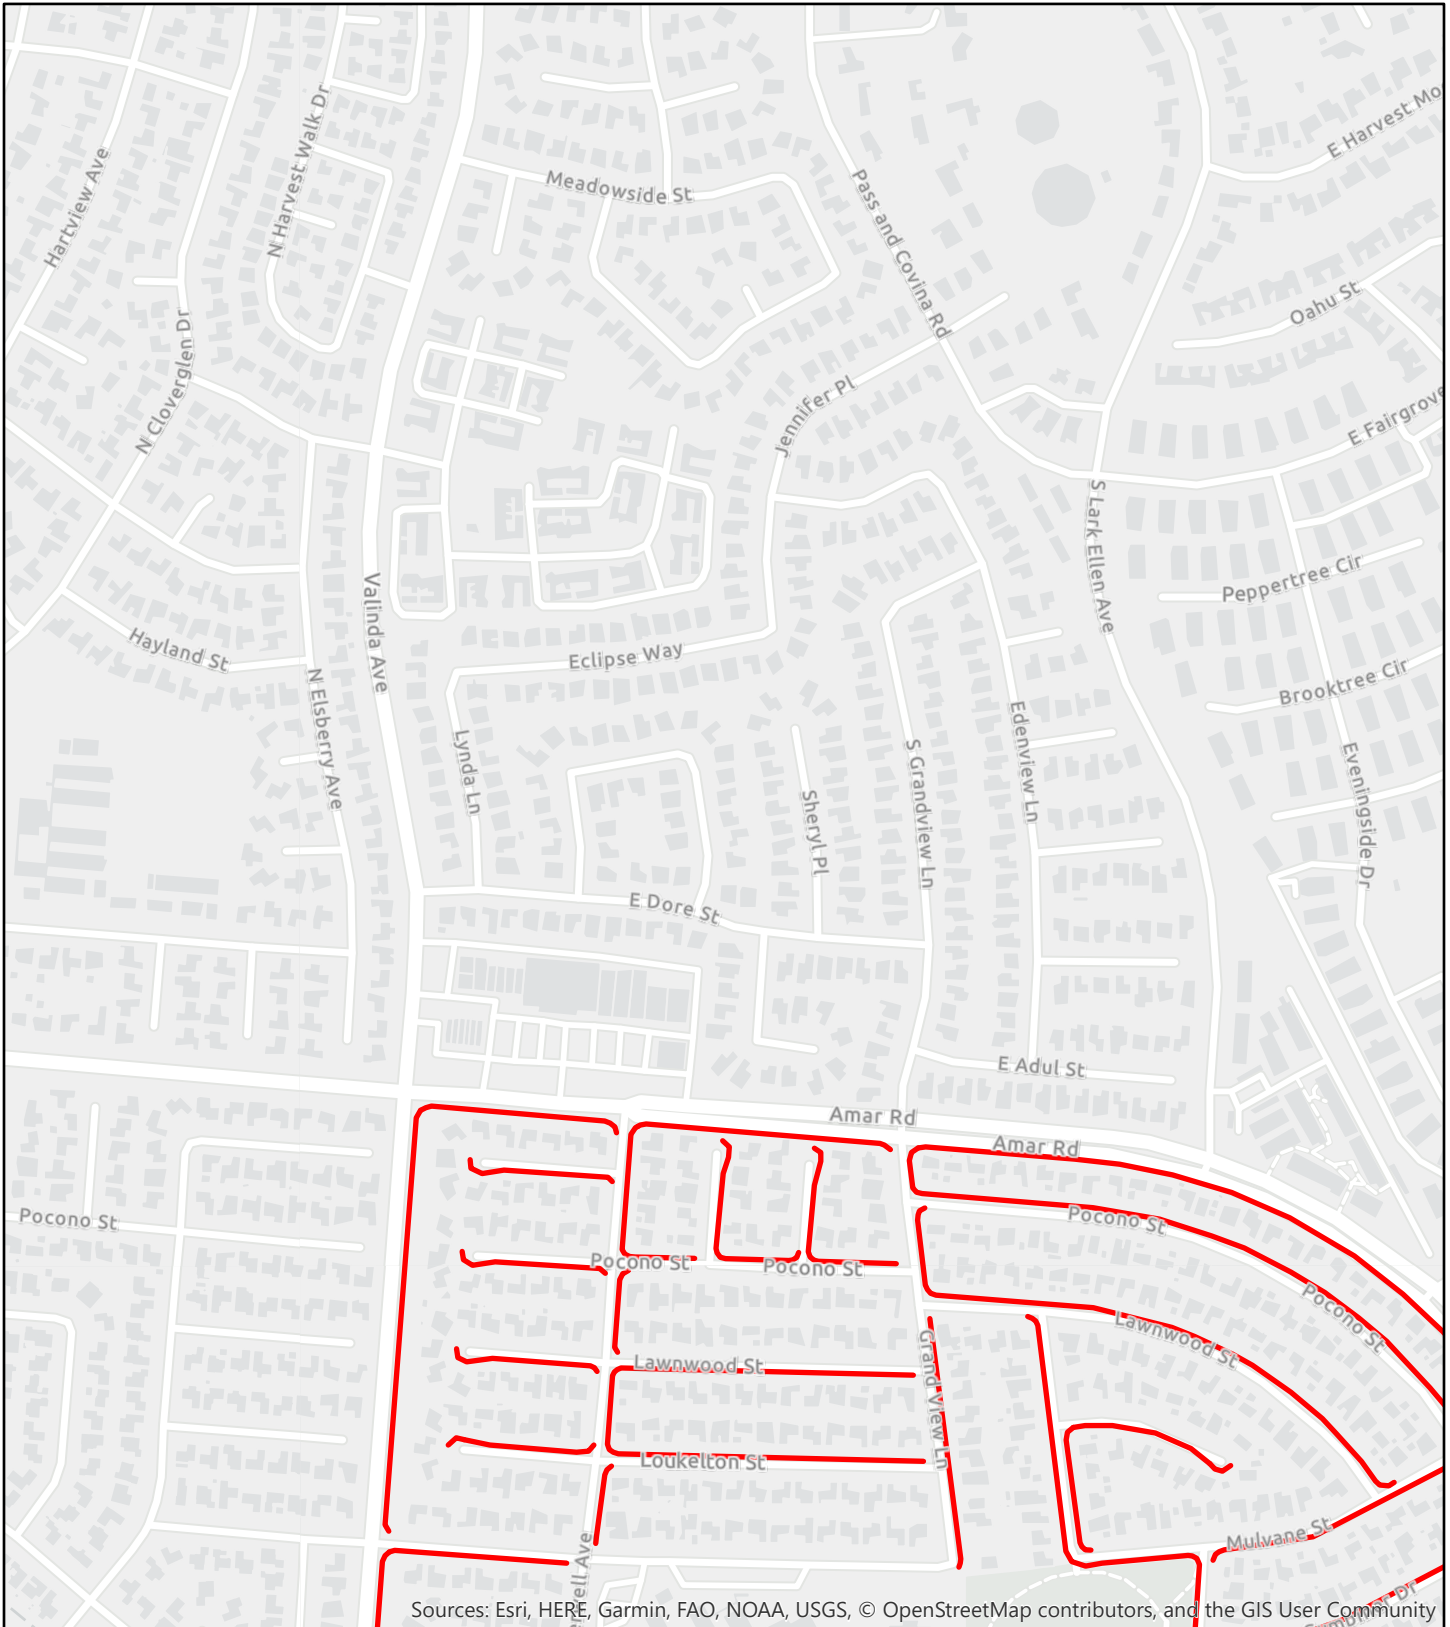 E Harvest Mo
N Harvest Walk Dr
Hartview Ave
Meadowside St
Pass and Covina Rd
Oahu St
N Cloverglen Dr
Jennifer Pl
E Fairgrove
S Lark Ellen Ave
Peppertree Cir
Valinda Ave
Hayland St
Eclipse Way
Brooktree Cir
N Elsberry Ave
Edenview Ln
Lynda Ln
S Grandview Ln
Eveningside Dr
Sheryl Pl
E Dore St
E Adul St
Amar Rd
Amar Rd
Pocono St
Pocono St
Pocono St
Pocono St
Pocono St
Lawnwood St
Lawnwood St
Grand View Ln
Loukelton St
Mulvane St
Ave
Dr
Sources: Esri, HERE, Garmin, FAO, NOAA, USGS, © OpenStreetMap contributors, and the GIS User Community